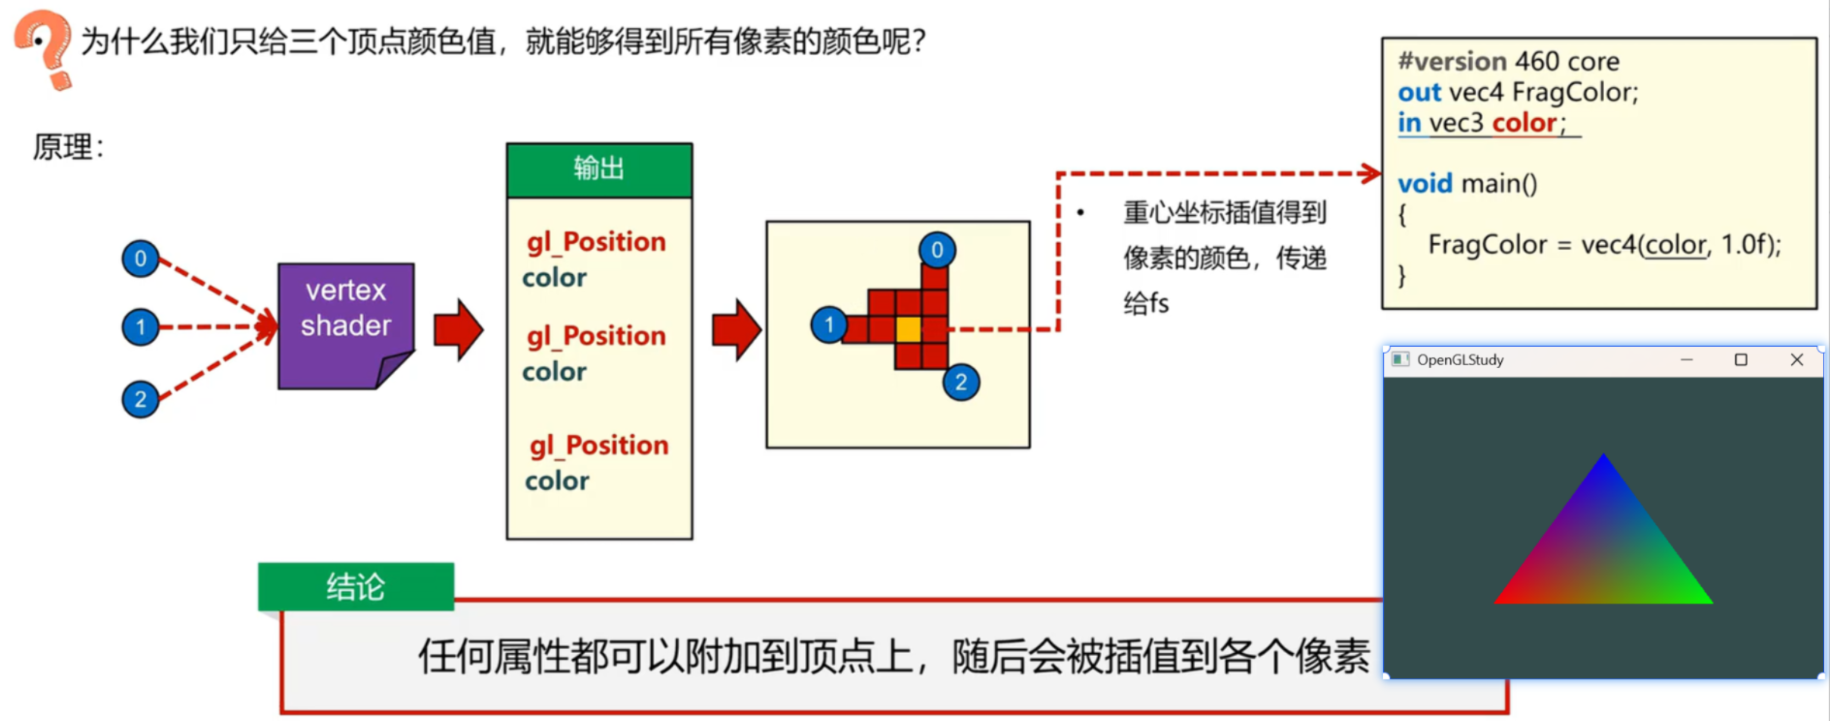 为什么我们只给三个顶点颜色值，就能够得到所有像素的颜色呢？
原理：
0
1
2
vertex
shader
输出
gl_Position
color
gl_Position
color
gl_Position
color
0
1
2
• 重心坐标插值得到
像素的颜色，传递
给fs
#version 460 core
out vec4 FragColor;
in vec3 color;
void main()
{
FragColor = vec4(color, 1.0f);
}
OpenGLStudy
结论
任何属性都可以附加到顶点上，随后会被插值到各个像素